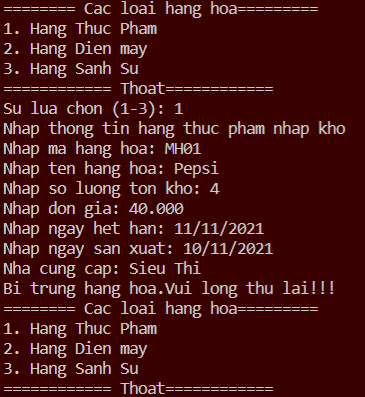 ======== Cac loai hang hoa=========
1. Hang Thuc Pham
2. Hang Dien may
3. Hang Sanh Su
============ Thoat============
Su lua chon (1-3): 1
Nhap thong tin hang thuc pham nhap kho
Nhap ma hang hoa: MH01
Nhap ten hang hoa: Pepsi
Nhap so luong ton kho: 4
Nhap don gia: 40.000
Nhap ngay het han: 11/11/2021
Nhap ngay san xuat: 10/11/2021
Nha cung cap: Sieu Thi
Bi trung hang hoa.Vui long thu lai!!!
======== Cac loai hang hoa=========
1. Hang Thuc Pham
2. Hang Dien may
3. Hang Sanh Su
============ Thoat============